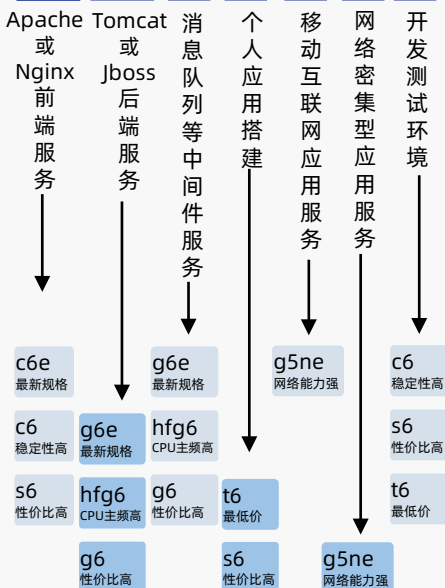 Apache
或
Nginx
前端服务
Tomcat
或
Jboss
后端服务
消息队列等中间件服务
个人应用搭建
移动互联网应用服务
网络密集型应用服务
开发测试环境
c6e
最新规格
c6
稳定性高
s6
性价比高
g6e
最新规格
hfg6
CPU主频高
g6
性价比高
g6e
最新规格
hfg6
CPU主频高
g6
性价比高
t6
最低价
s6
性价比高
g5ne
网络能力强
g5ne
网络能力强
c6
稳定性高
s6
性价比高
t6
最低价